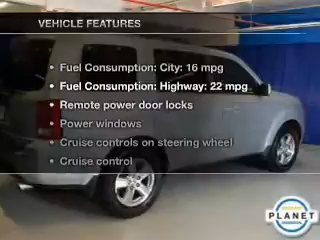 VEHICLE FEATURES
• Fuel Consumption: City: 16 mpg
• Fuel Consumption: Highway: 22 mpg
• Remote power door locks
• Power windows
• Cruise controls on steering wheel
• Cruise control
PLANET